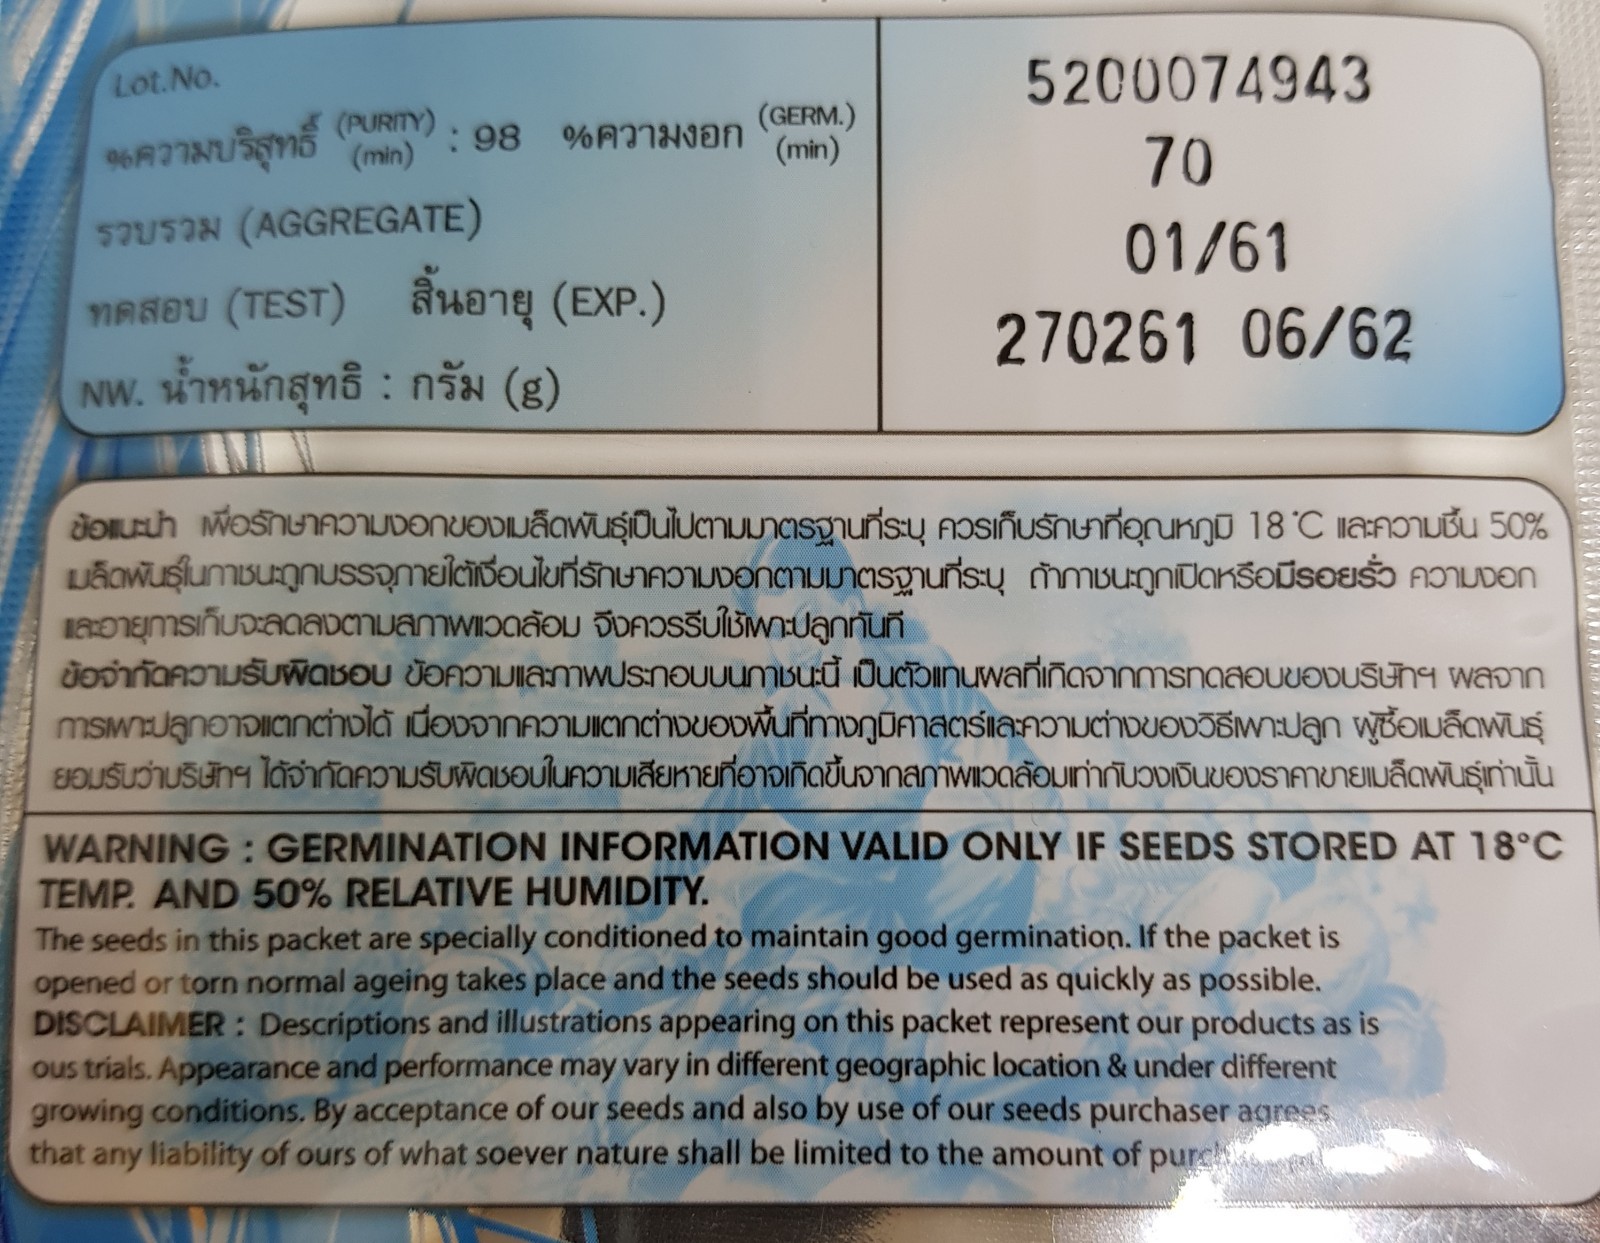 Lot.No. 5200074943
%ความบริสุทธิ์ (PURITY) (min) : 98 %ความงอก (GERM.) (min) 70
รวบรวม (AGGREGATE) 01/61
ทดสอบ (TEST) สิ้นอายุ (EXP.) 270261 06/62
NW. น้ำหนักสุทธิ : กรัม (g)
ข้อแนะนำ เพื่อรักษาความงอกของเมล็ดพันธุ์เป็นไปตามมาตรฐานที่ระบุ ควรเก็บรักษาที่อุณหภูมิ 18 °C และความชื้น 50%
เมล็ดพันธุ์ในภาชนะถูกบรรจุภายใต้เงื่อนไขที่รักษาความงอกตามมาตรฐานที่ระบุ ถ้าภาชนะถูกเปิดหรือมีรอยรั่ว ความงอก
และอายุการเก็บจะลดลงตามสภาพแวดล้อม จึงควรรีบใช้เพาะปลูกทันที
ข้อจำกัดความรับผิดชอบ ข้อความและภาพประกอบบนภาชนะนี้ เป็นตัวแทนผลที่เกิดจากการทดสอบของบริษัทฯ ผลจาก
การเพาะปลูกอาจแตกต่างได้ เนื่องจากความแตกต่างของพื้นที่ทางภูมิศาสตร์และความต่างของวิธีเพาะปลูก ผู้ซื้อเมล็ดพันธุ์
ยอมรับว่าบริษัทฯ ได้จำกัดความรับผิดชอบในความเสียหายที่อาจเกิดขึ้นจากสภาพแวดล้อมเท่ากับวงเงินของราคาขายเมล็ดพันธุ์เท่านั้น
WARNING : GERMINATION INFORMATION VALID ONLY IF SEEDS STORED AT 18°C
TEMP. AND 50% RELATIVE HUMIDITY.
The seeds in this packet are specially conditioned to maintain good germination. If the packet is
opened or torn normal ageing takes place and the seeds should be used as quickly as possible.
DISCLAIMER : Descriptions and illustrations appearing on this packet represent our products as is
ous trials. Appearance and performance may vary in different geographic location & under different
growing conditions. By acceptance of our seeds and also by use of our seeds purchaser agrees
that any liability of ours of what soever nature shall be limited to the amount of